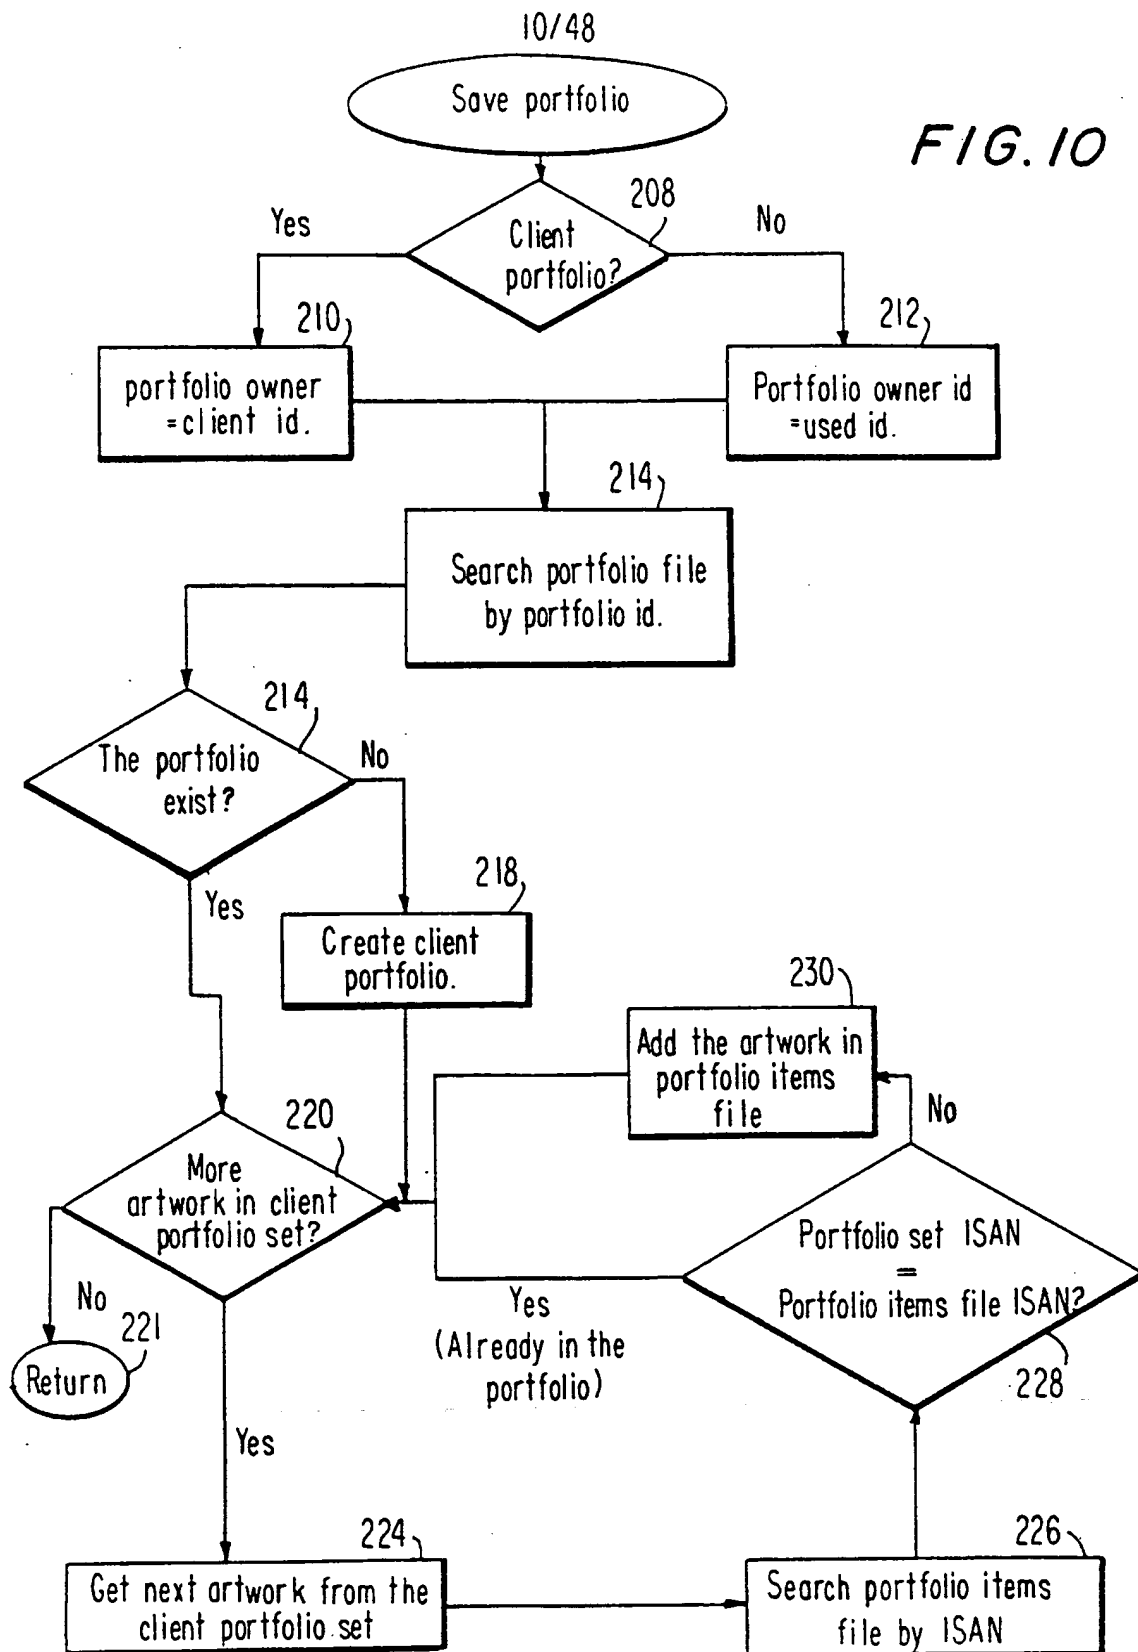 10/48
Save portfolio
FIG. 10
208
Yes
Client
portfolio?
No
210
portfolio owner
=client id.
212
Portfolio owner id
=used id.
214
Search portfolio file
by portfolio id.
214
The portfolio
exist?
No
Yes
218
Create client
portfolio.
230
Add the artwork in
portfolio items
file
No
220
More
artwork in client
portfolio set?
Portfolio set ISAN
=
Portfolio items file ISAN?
228
Yes
(Already in the
portfolio)
No
221
Return
Yes
224
Get next artwork from the
client portfolio set
226
Search portfolio items
file by ISAN